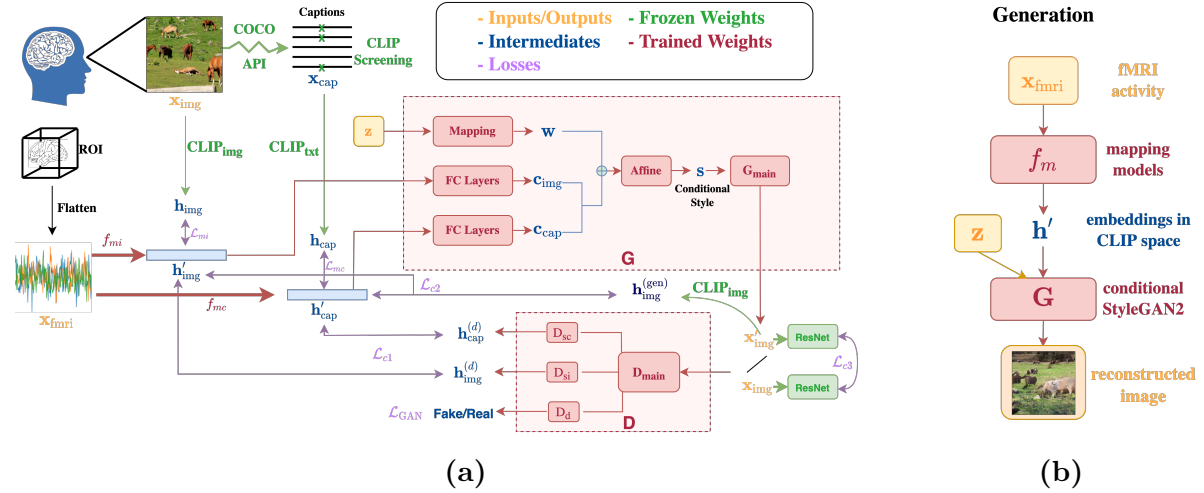 Captions
COCO
API
CLIP
Screening
x_cap
x_img
- Inputs/Outputs
- Frozen Weights
- Intermediates
- Trained Weights
- Losses
ROI
Flatten
CLIP_img
CLIP_txt
h_img
L_mi
h'_img
h_cap
L_mc
h'_cap
f_mi
f_mc
x_fmri
z
Mapping
w
FC Layers
c_img
FC Layers
c_cap
Affine
s
Conditional
Style
G_main
G
L_c2
h_img^(gen)
CLIP_img
L_c1
h_cap^(d)
h_img^(d)
L_GAN
Fake/Real
D_sc
D_si
D_d
D_main
D
x'_img
x_img
ResNet
ResNet
L_c3
(a)
Generation
x_fmri
fMRI
activity
f_m
mapping
models
z
h'
embeddings in
CLIP space
G
conditional
StyleGAN2
reconstructed
image
(b)